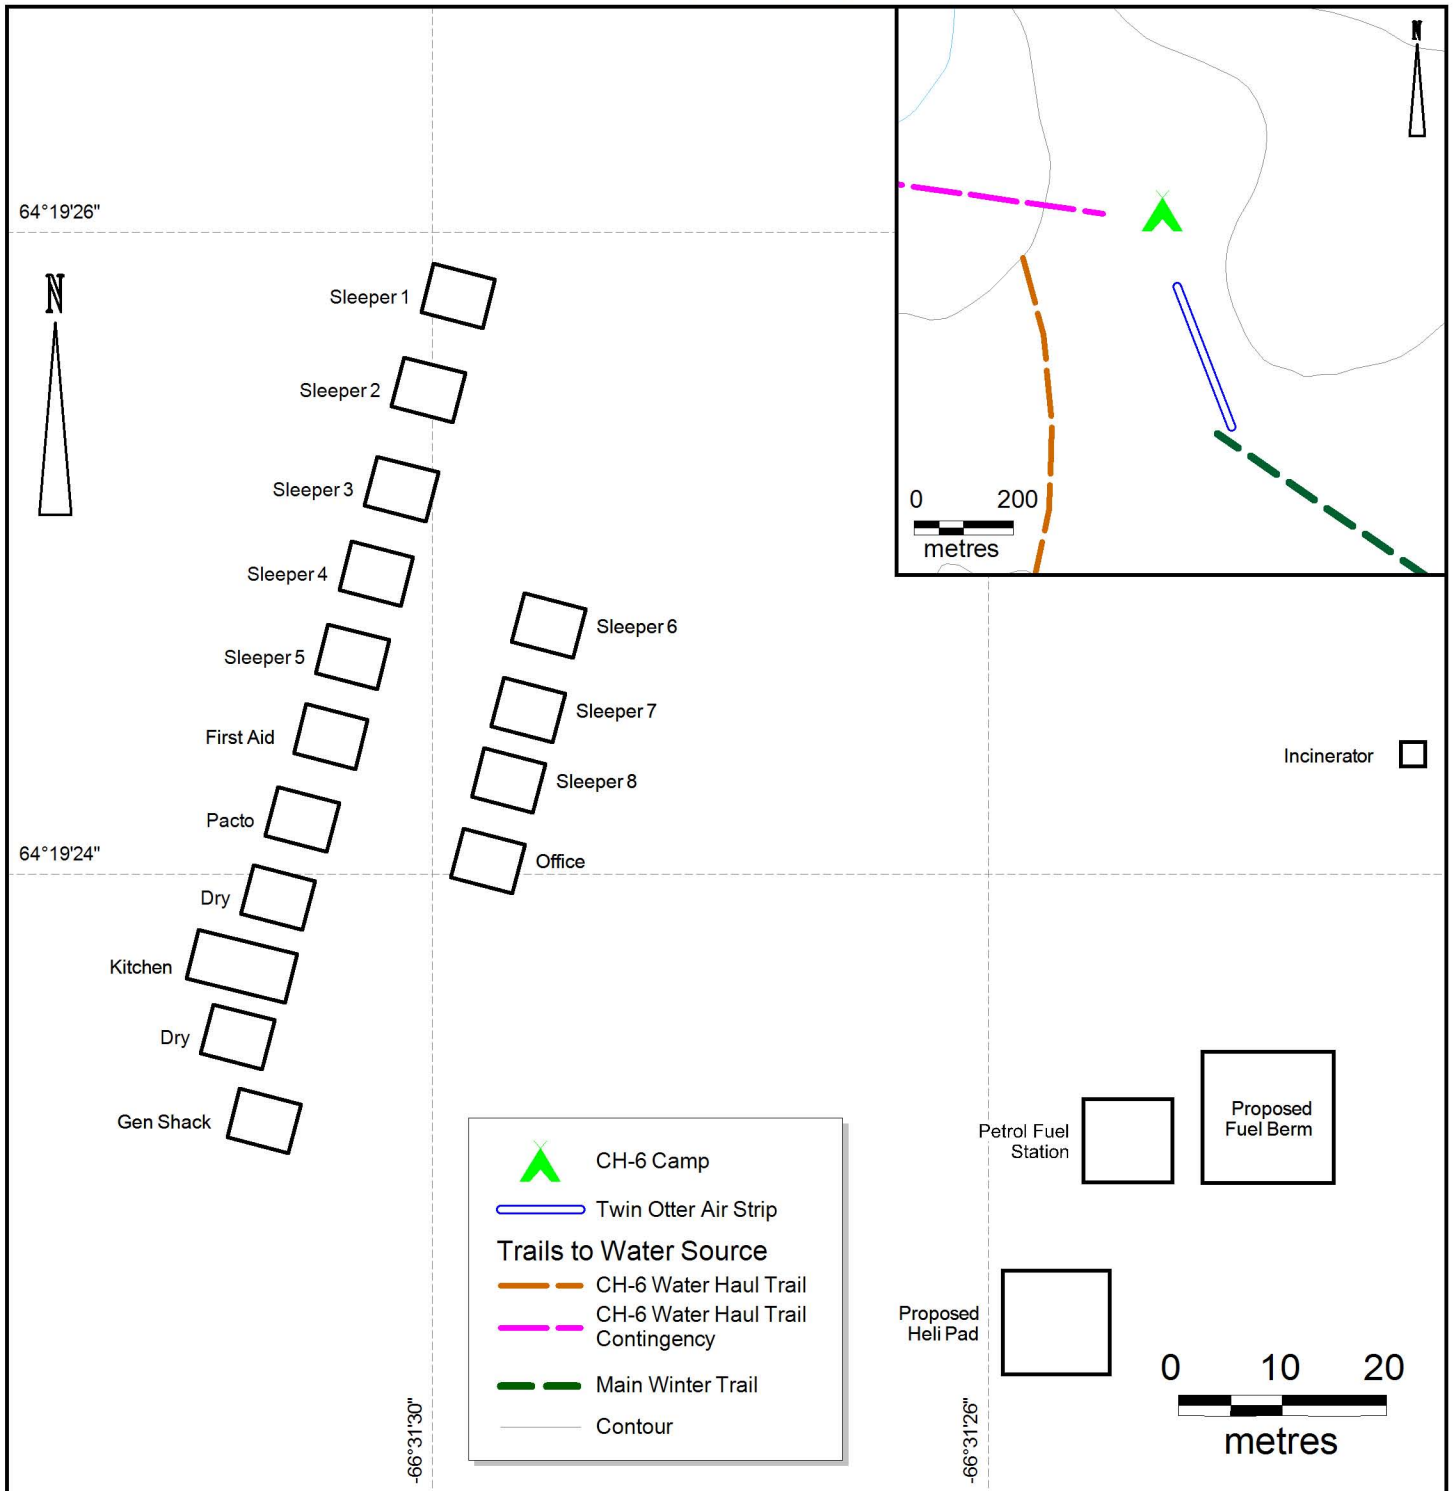 N
0 200
metres
64°19'26"
N
Sleeper 1
Sleeper 2
Sleeper 3
Sleeper 4
Sleeper 5
First Aid
Pacto
64°19'24"
Dry
Kitchen
Dry
Gen Shack
Sleeper 6
Sleeper 7
Sleeper 8
Office
Incinerator
Petrol Fuel
Station
Proposed
Fuel Berm
Proposed
Heli Pad
CH-6 Camp
Twin Otter Air Strip
Trails to Water Source
CH-6 Water Haul Trail
CH-6 Water Haul Trail
Contingency
Main Winter Trail
Contour
-66°31'30"
-66°31'26"
0 10 20
metres